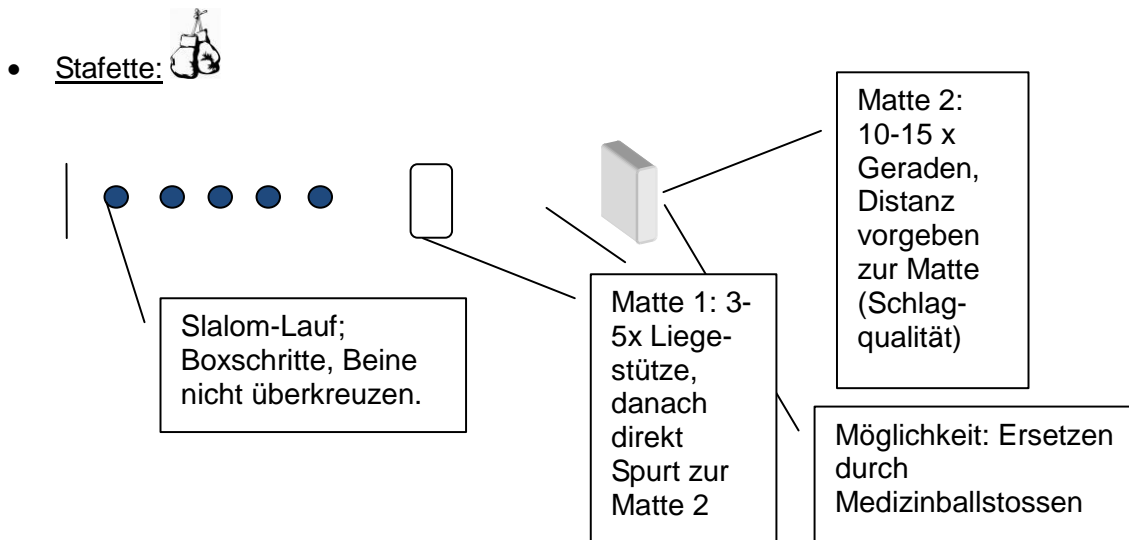 • Stafette:
Slalom-Lauf;
Boxschritte, Beine
nicht überkreuzen.
Matte 1: 3-
5x Liege-
stütze,
danach
direkt
Spurt zur
Matte 2
Matte 2:
10-15 x
Geraden,
Distanz
vorgeben
zur Matte
(Schlag-
qualität)
Möglichkeit: Ersetzen
durch
Medizinballstossen